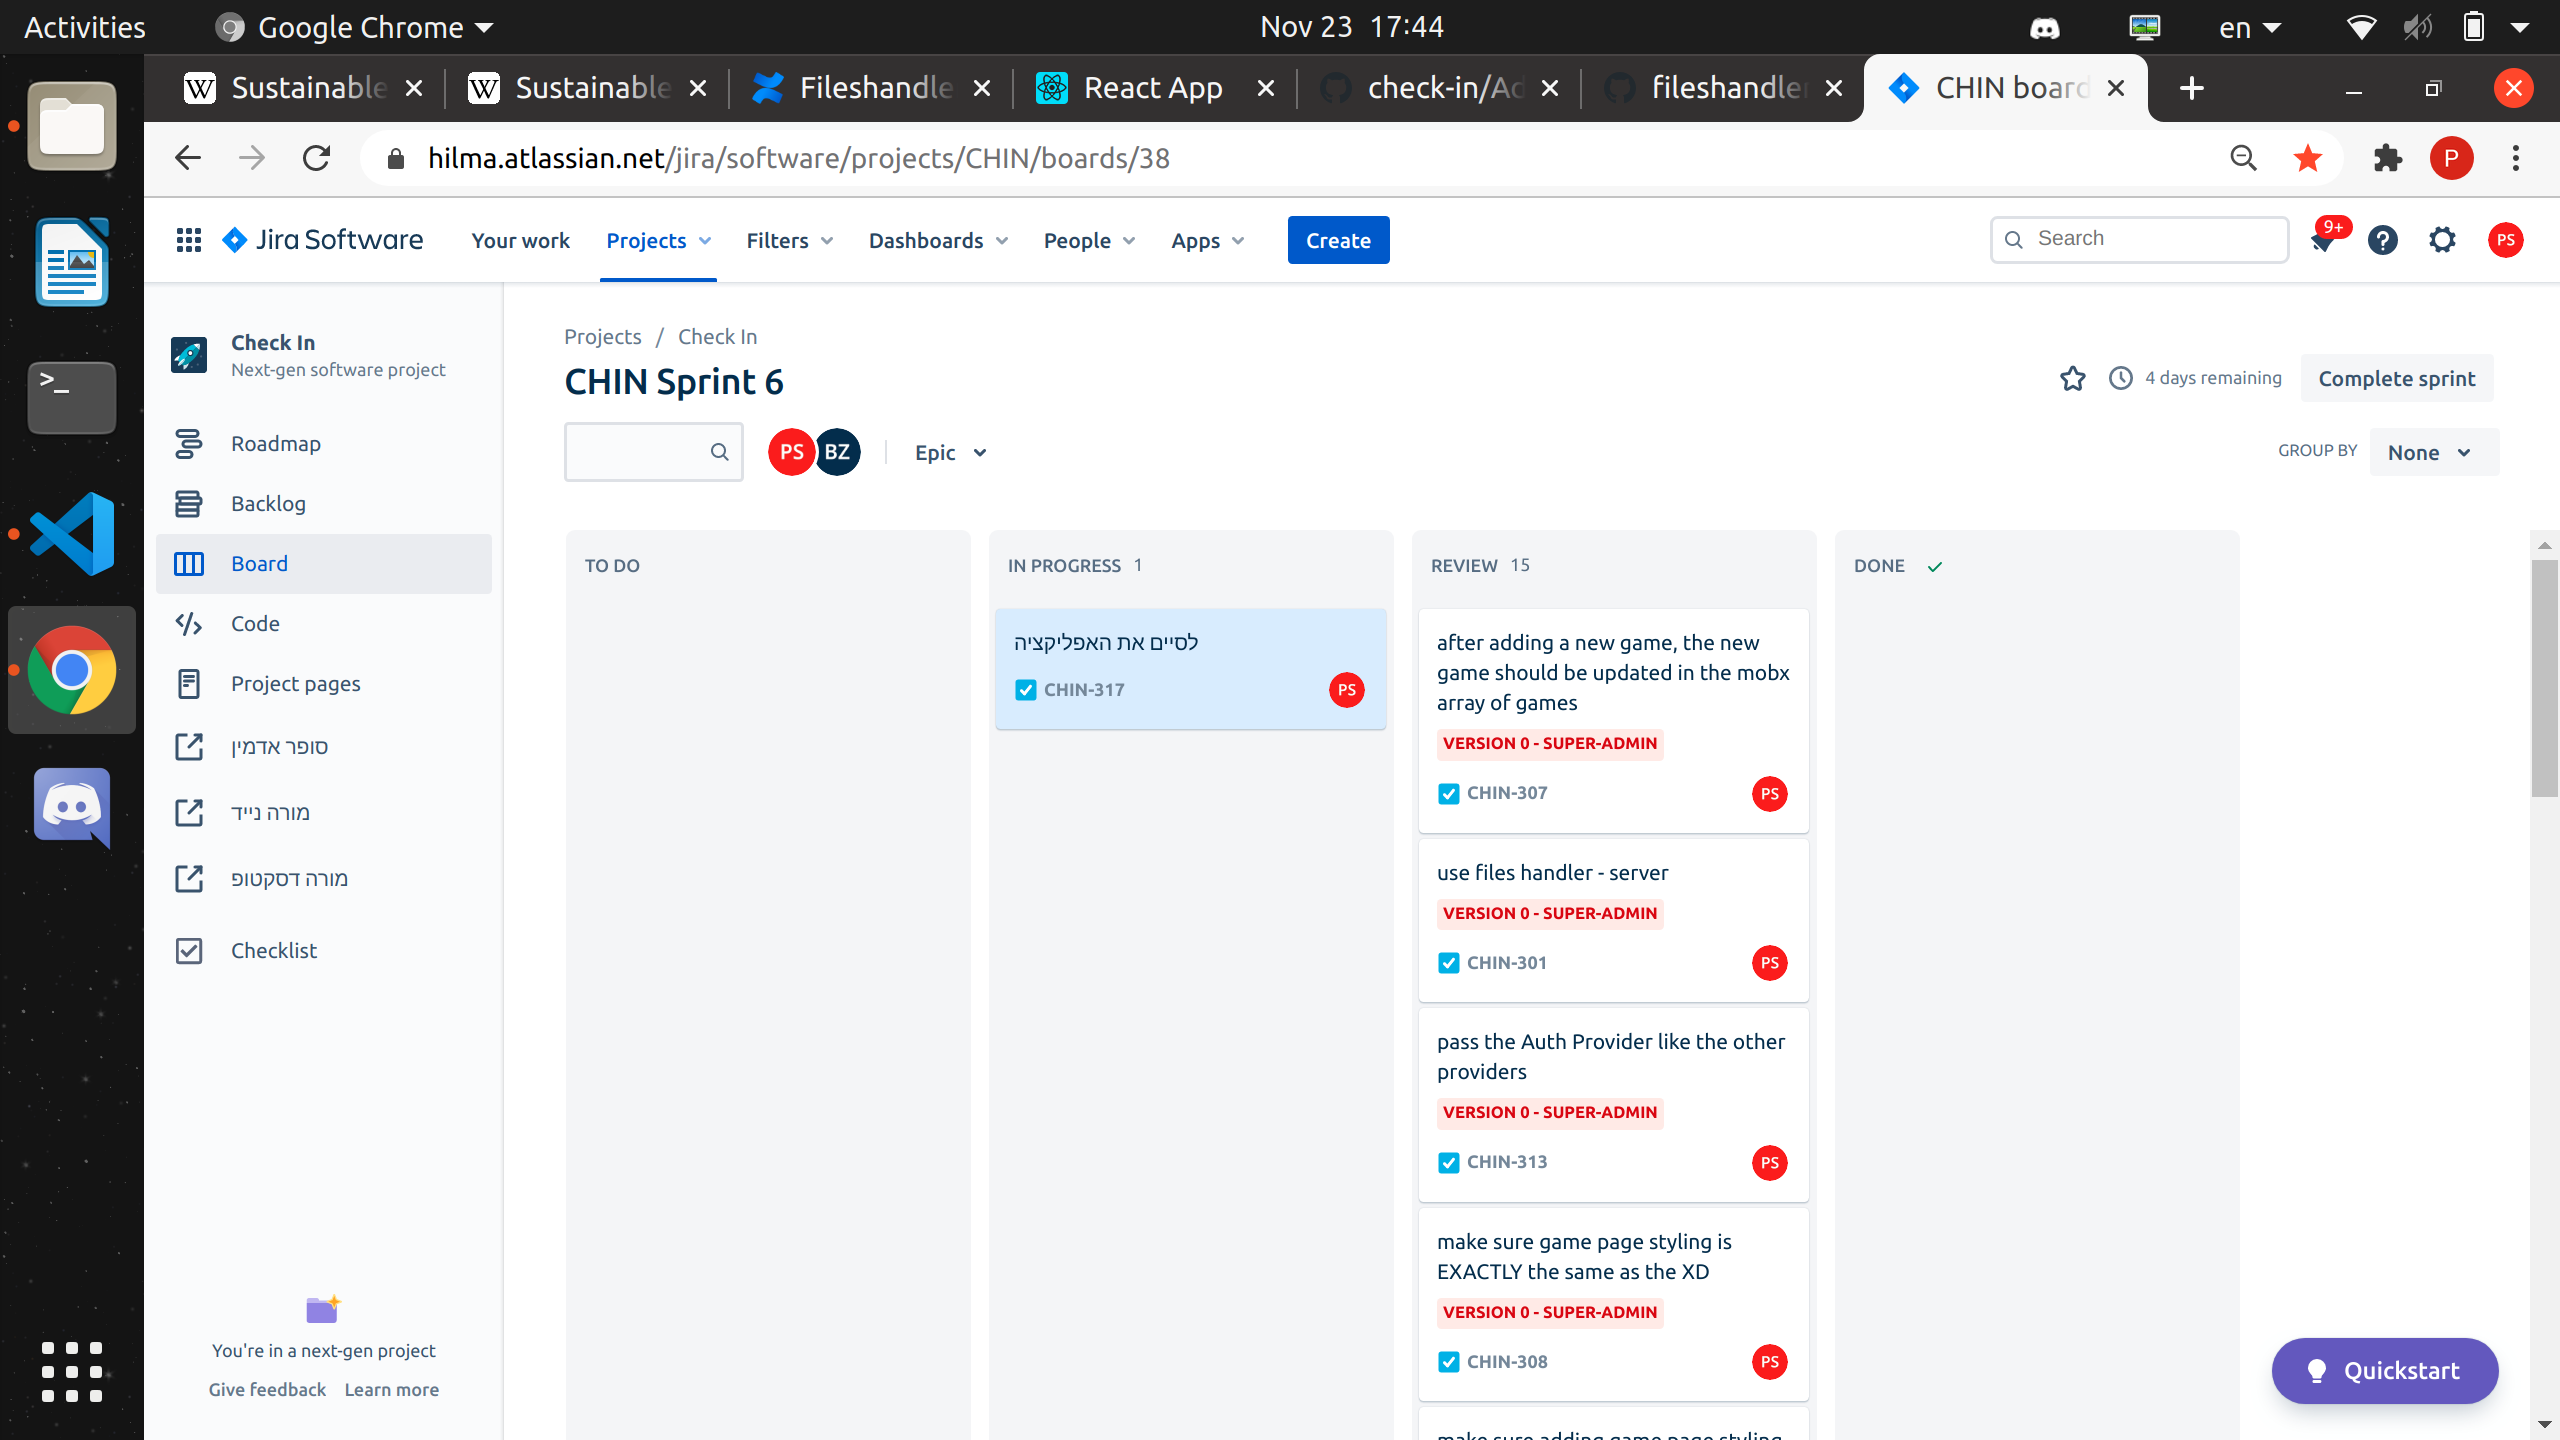 Activities
Google Chrome
Nov 23 17:44
en
Sustainable
Sustainable
Fileshandle
React App
check-in/Ad
fileshandler
CHIN board
hilma.atlassian.net/jira/software/projects/CHIN/boards/38
P
Jira Software
Your work
Projects
Filters
Dashboards
People
Apps
Create
Search
9+
PS
Check In
Next-gen software project
Roadmap
Backlog
Board
Code
Project pages
סופר אדמין
מורה נייד
מורה דסקטופ
Checklist
You're in a next-gen project
Give feedback Learn more
Projects / Check In
CHIN Sprint 6
4 days remaining
Complete sprint
PS
BZ
Epic
GROUP BY
None
TO DO
IN PROGRESS 1
לסיים את האפליקציה
CHIN-317
PS
REVIEW 15
after adding a new game, the new
game should be updated in the mobx
array of games
VERSION 0 - SUPER-ADMIN
CHIN-307
PS
use files handler - server
VERSION 0 - SUPER-ADMIN
CHIN-301
PS
pass the Auth Provider like the other
providers
VERSION 0 - SUPER-ADMIN
CHIN-313
PS
make sure game page styling is
EXACTLY the same as the XD
VERSION 0 - SUPER-ADMIN
CHIN-308
PS
make sure adding game page styling
DONE
Quickstart